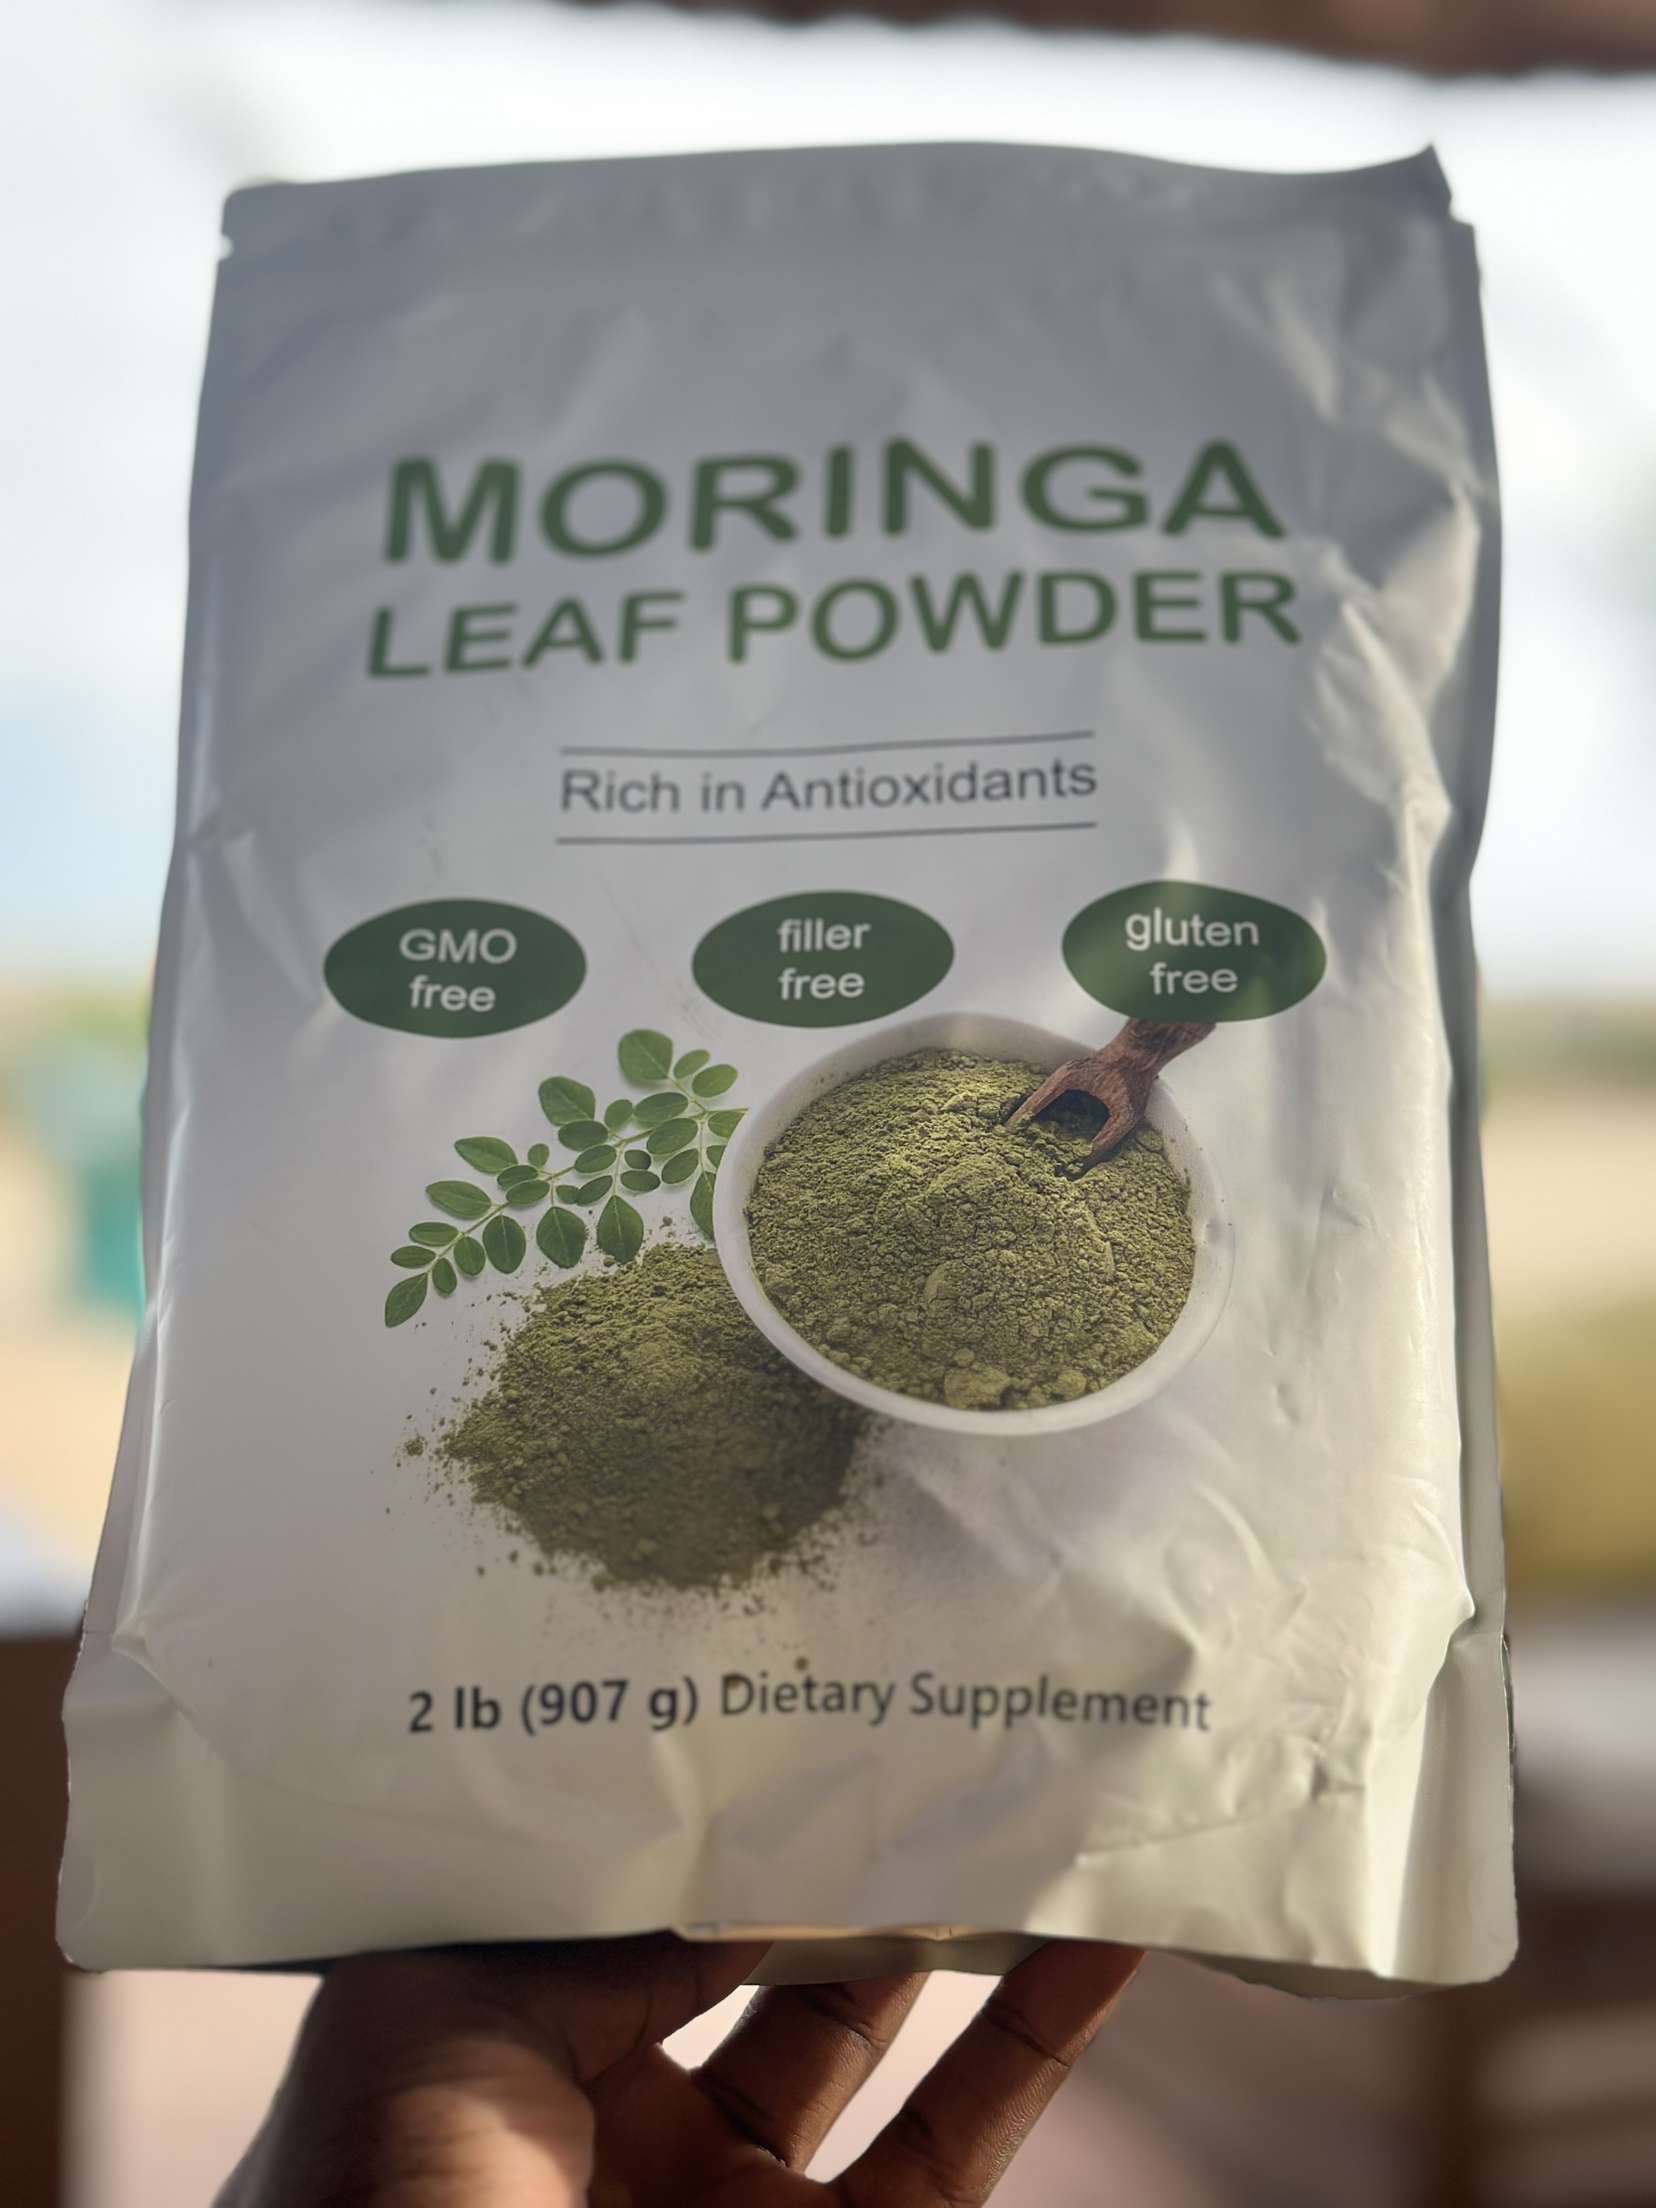 MORINGA
LEAF POWDER
Rich in Antioxidants
GMO
free
filler
free
gluten
free
2 lb (907 g) Dietary Supplement